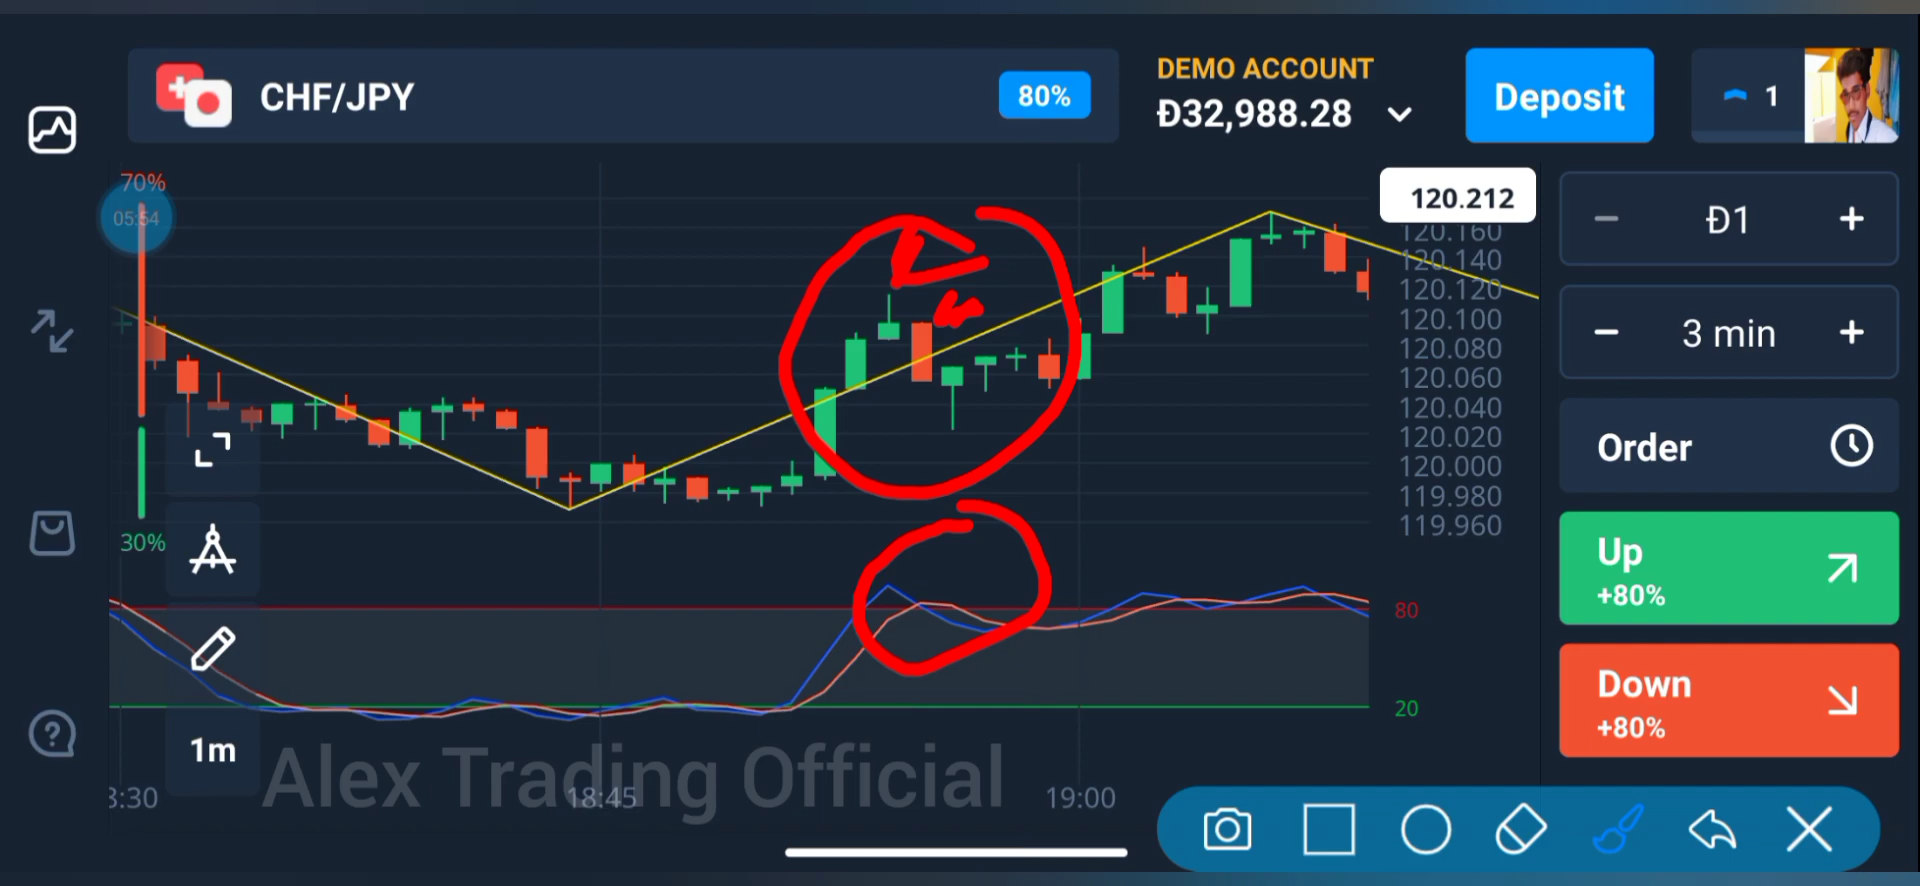 CHF/JPY
80%
DEMO ACCOUNT
Đ32,988.28
Deposit
1
70%
05:54
120.212
120.160
120.140
120.120
120.100
120.080
120.060
120.040
120.020
120.000
119.980
119.960
30%
80
20
1m
Alex Trading Official
3:30
18:45
19:00
Đ1
3 min
Order
Up
+80%
Down
+80%